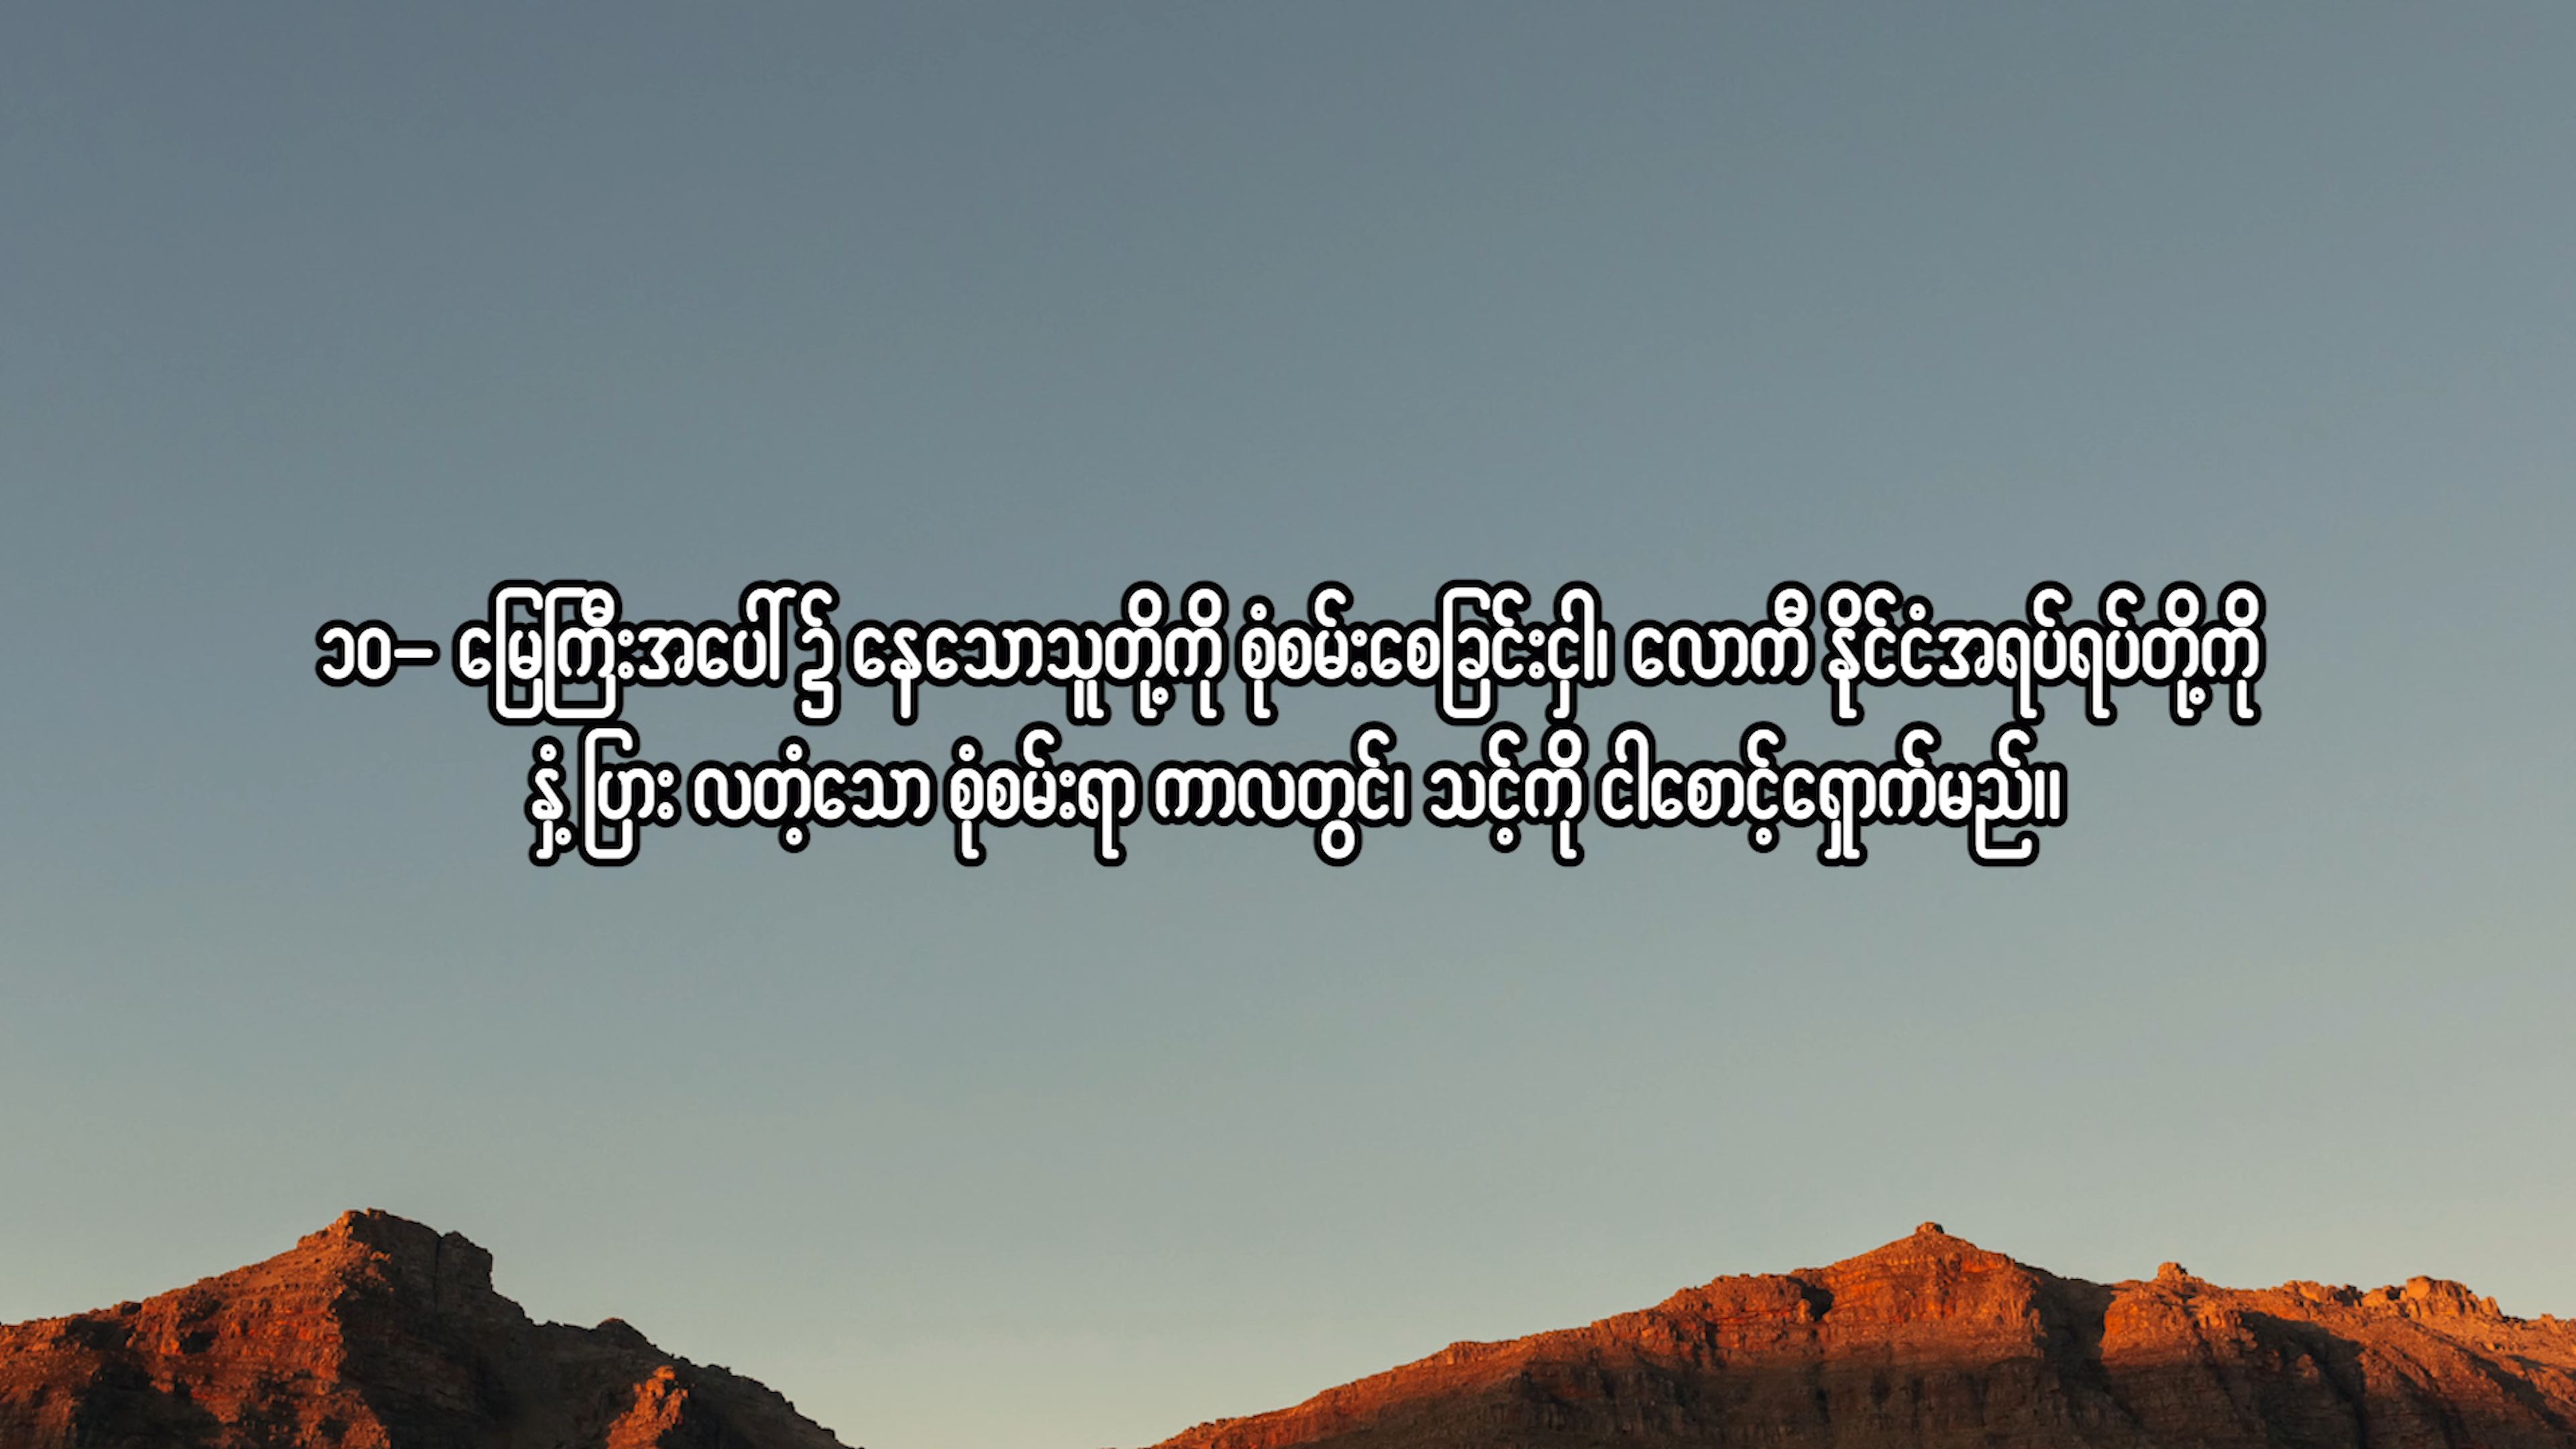 ၁၀– မြေကြီးအပေါ်၌ နေသောသူတို့ကို စုံစမ်းစေခြင်းငှါ၊ လောကီ နိုင်ငံအရပ်ရပ်တို့ကို
နှံ့ပြား လတံ့သော စုံစမ်းရာ ကာလတွင်၊ သင့်ကို ငါစောင့်ရှောက်မည်။